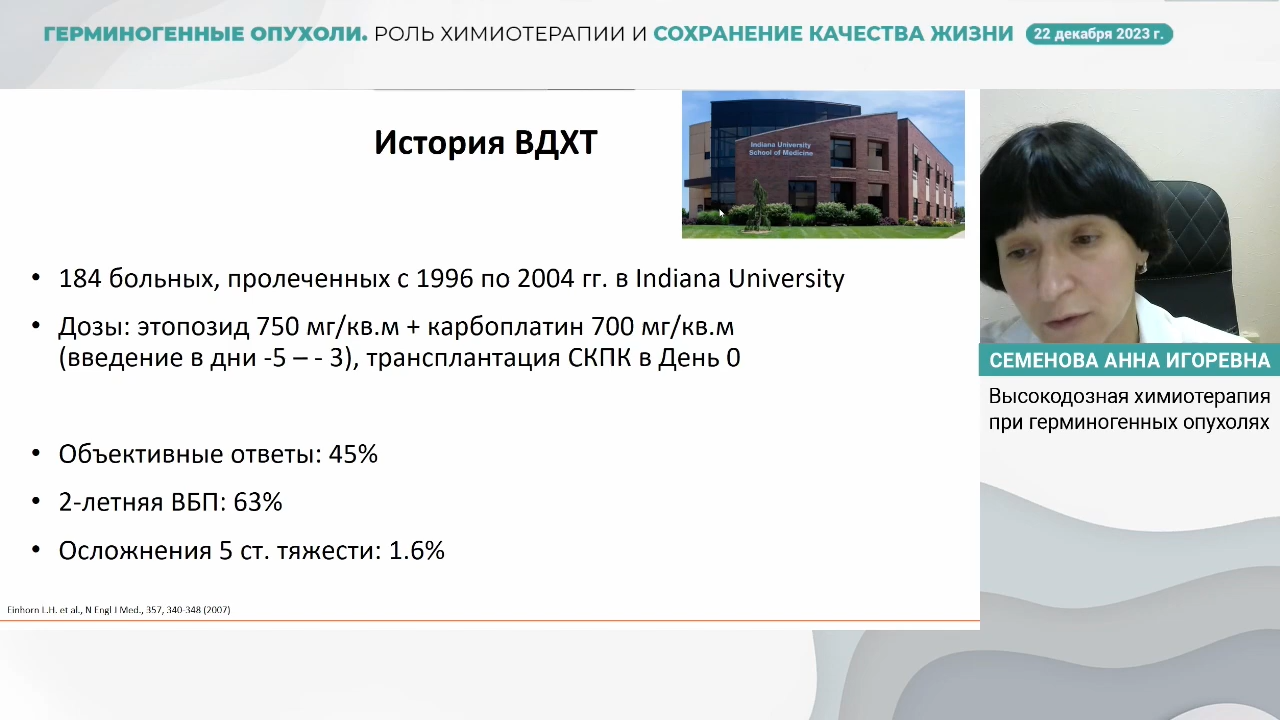 ГЕРМИНОГЕННЫЕ ОПУХОЛИ. РОЛЬ ХИМИОТЕРАПИИ И СОХРАНЕНИЕ КАЧЕСТВА ЖИЗНИ 22 декабря 2023 г.
История ВДХТ
Indiana University
School of Medicine
• 184 больных, пролеченных с 1996 по 2004 гг. в Indiana University
• Дозы: этопозид 750 мг/кв.м + карбоплатин 700 мг/кв.м
(введение в дни -5 – - 3), трансплантация СКПК в День 0
• Объективные ответы: 45%
• 2-летняя ВБП: 63%
• Осложнения 5 ст. тяжести: 1.6%
Einhorn L.H. et al., N Engl J Med., 357, 340-348 (2007)
СЕМЕНОВА АННА ИГОРЕВНА
Высокодозная химиотерапия
при герминогенных опухолях